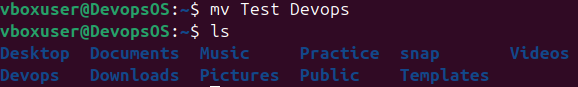 vboxuser@DevopsOS:~$ mv Test Devops
vboxuser@DevopsOS:~$ ls
Desktop  Documents  Music     Practice  snap       Videos
Devops   Downloads  Pictures  Public    Templates